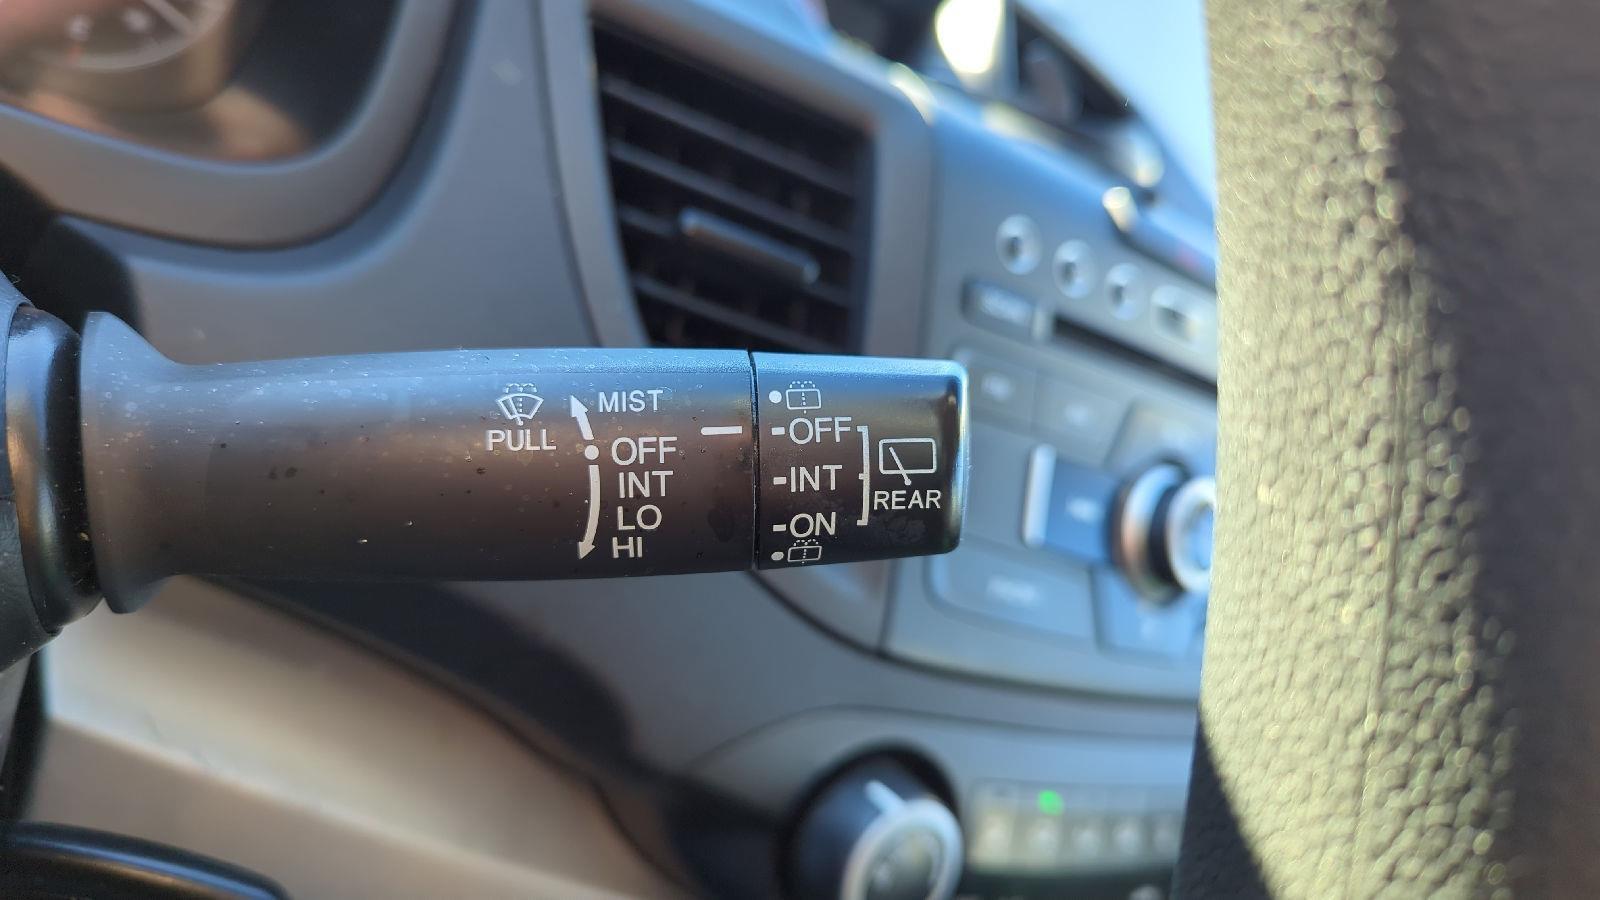 PULL
MIST
OFF
INT
LO
HI
-OFF
-INT
-ON
REAR